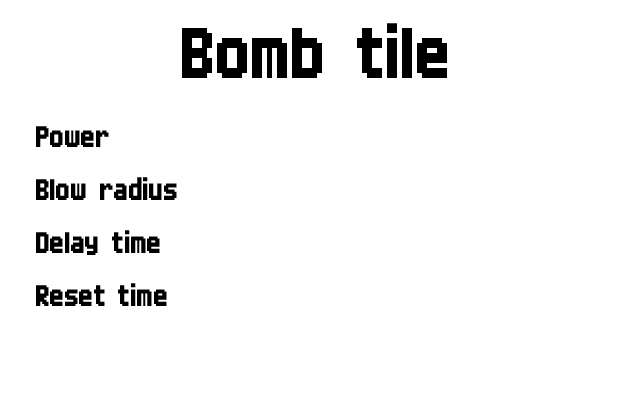 Bomb tile
Power
Blow radius
Delay time
Reset time